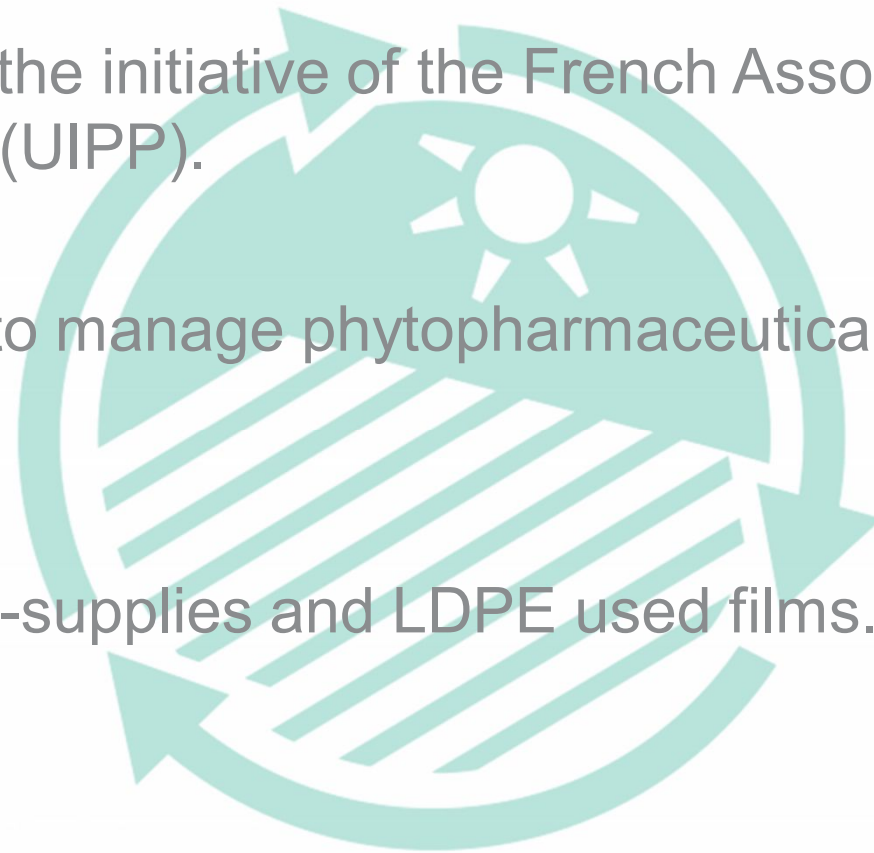 the initiative of the French Asso
(UIPP).
to manage phytopharmaceutica
-supplies and LDPE used films.